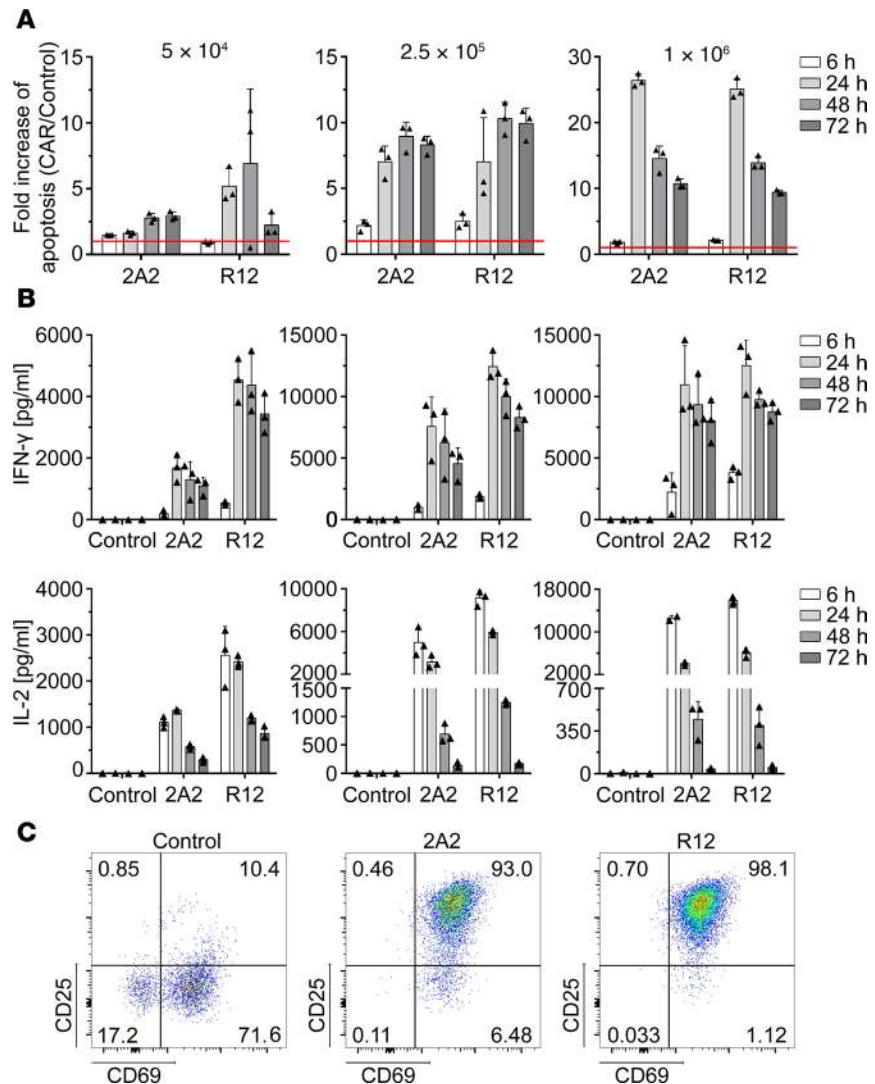 A
5 × 10⁴
2.5 × 10⁵
1 × 10⁶
Fold increase of
apoptosis (CAR/Control)
15
10
5
0
2A2
R12
15
10
5
0
2A2
R12
30
20
10
0
2A2
R12
6 h
24 h
48 h
72 h
B
IFN-γ [pg/ml]
6000
4000
2000
0
Control
2A2
R12
15000
10000
5000
0
Control
2A2
R12
15000
10000
5000
0
Control
2A2
R12
6 h
24 h
48 h
72 h
IL-2 [pg/ml]
4000
3000
2000
1000
0
Control
2A2
R12
10000
6000
2000
1500
1000
500
0
Control
2A2
R12
18000
10000
2000
700
350
0
Control
2A2
R12
6 h
24 h
48 h
72 h
C
Control
0.85
10.4
17.2
71.6
CD25
CD69
2A2
0.46
93.0
0.11
6.48
CD25
CD69
R12
0.70
98.1
0.033
1.12
CD25
CD69